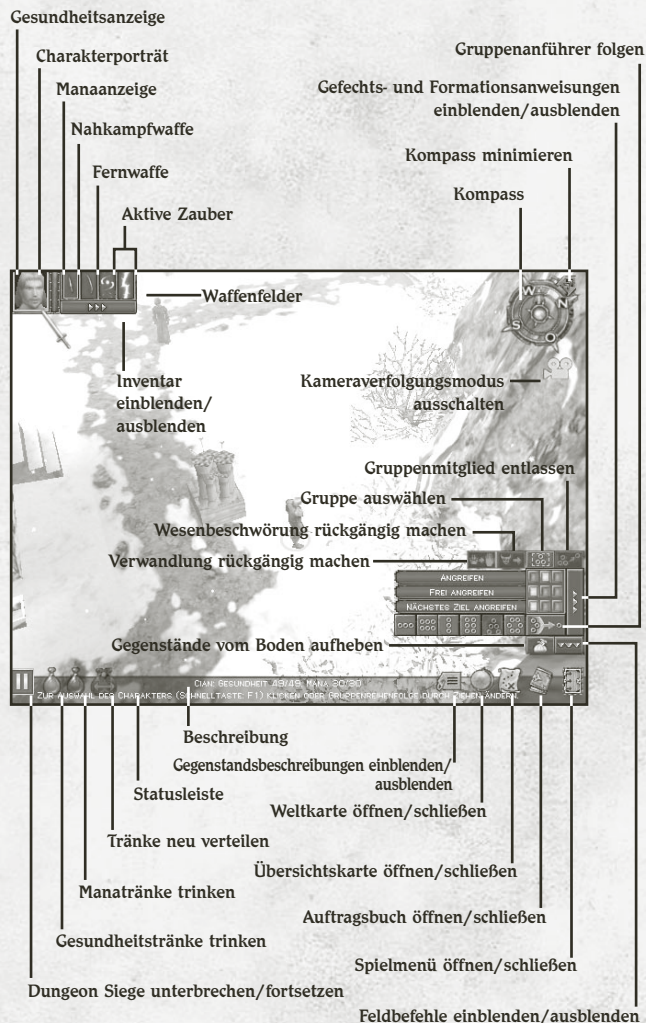 Gesundheitsanzeige
Charakterporträt
Gruppenanführer folgen
Manaanzeige
Gefechts- und Formationsanweisungen
einblenden/ausblenden
Nahkampfwaffe
Kompass minimieren
Fernwaffe
Kompass
Aktive Zauber
W
N
S
O
Waffenfelder
Inventar
einblenden/
ausblenden
Kameraverfolgungsmodus
ausschalten
Gruppenmitglied entlassen
Gruppe auswählen
Wesenbeschwörung rückgängig machen
Verwandlung rückgängig machen
ANGREIFEN
FREI ANGREIFEN
NÄCHSTES ZIEL ANGREIFEN
Gegenstände vom Boden aufheben
CIAN: GESUNDHEIT 49/49, MANA 20/20
ZUR AUSWAHL DES CHARAKTERS (SCHNELLTASTE: F1) KLICKEN ODER GRUPPENREIHENFOLGE DURCH ZIEHEN ÄNDERN.
Beschreibung
Gegenstandsbeschreibungen einblenden/
ausblenden
Statusleiste
Weltkarte öffnen/schließen
Tränke neu verteilen
Übersichtskarte öffnen/schließen
Manatränke trinken
Auftragsbuch öffnen/schließen
Gesundheitstränke trinken
Spielmenü öffnen/schließen
Dungeon Siege unterbrechen/fortsetzen
Feldbefehle einblenden/ausblenden